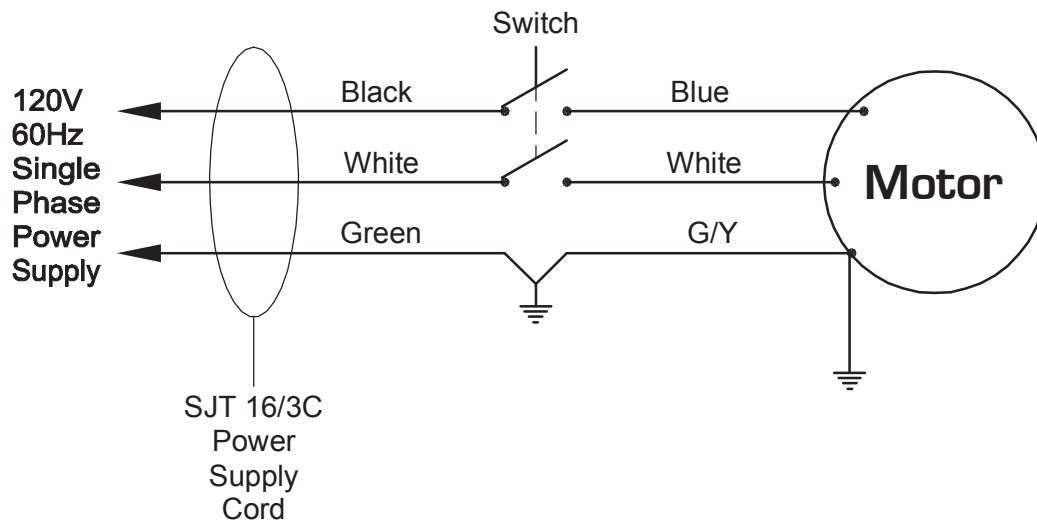 Switch
120V
60Hz
Single
Phase
Power
Supply
Black
Blue
White
White
Green
G/Y
Motor
SJT 16/3C
Power
Supply
Cord